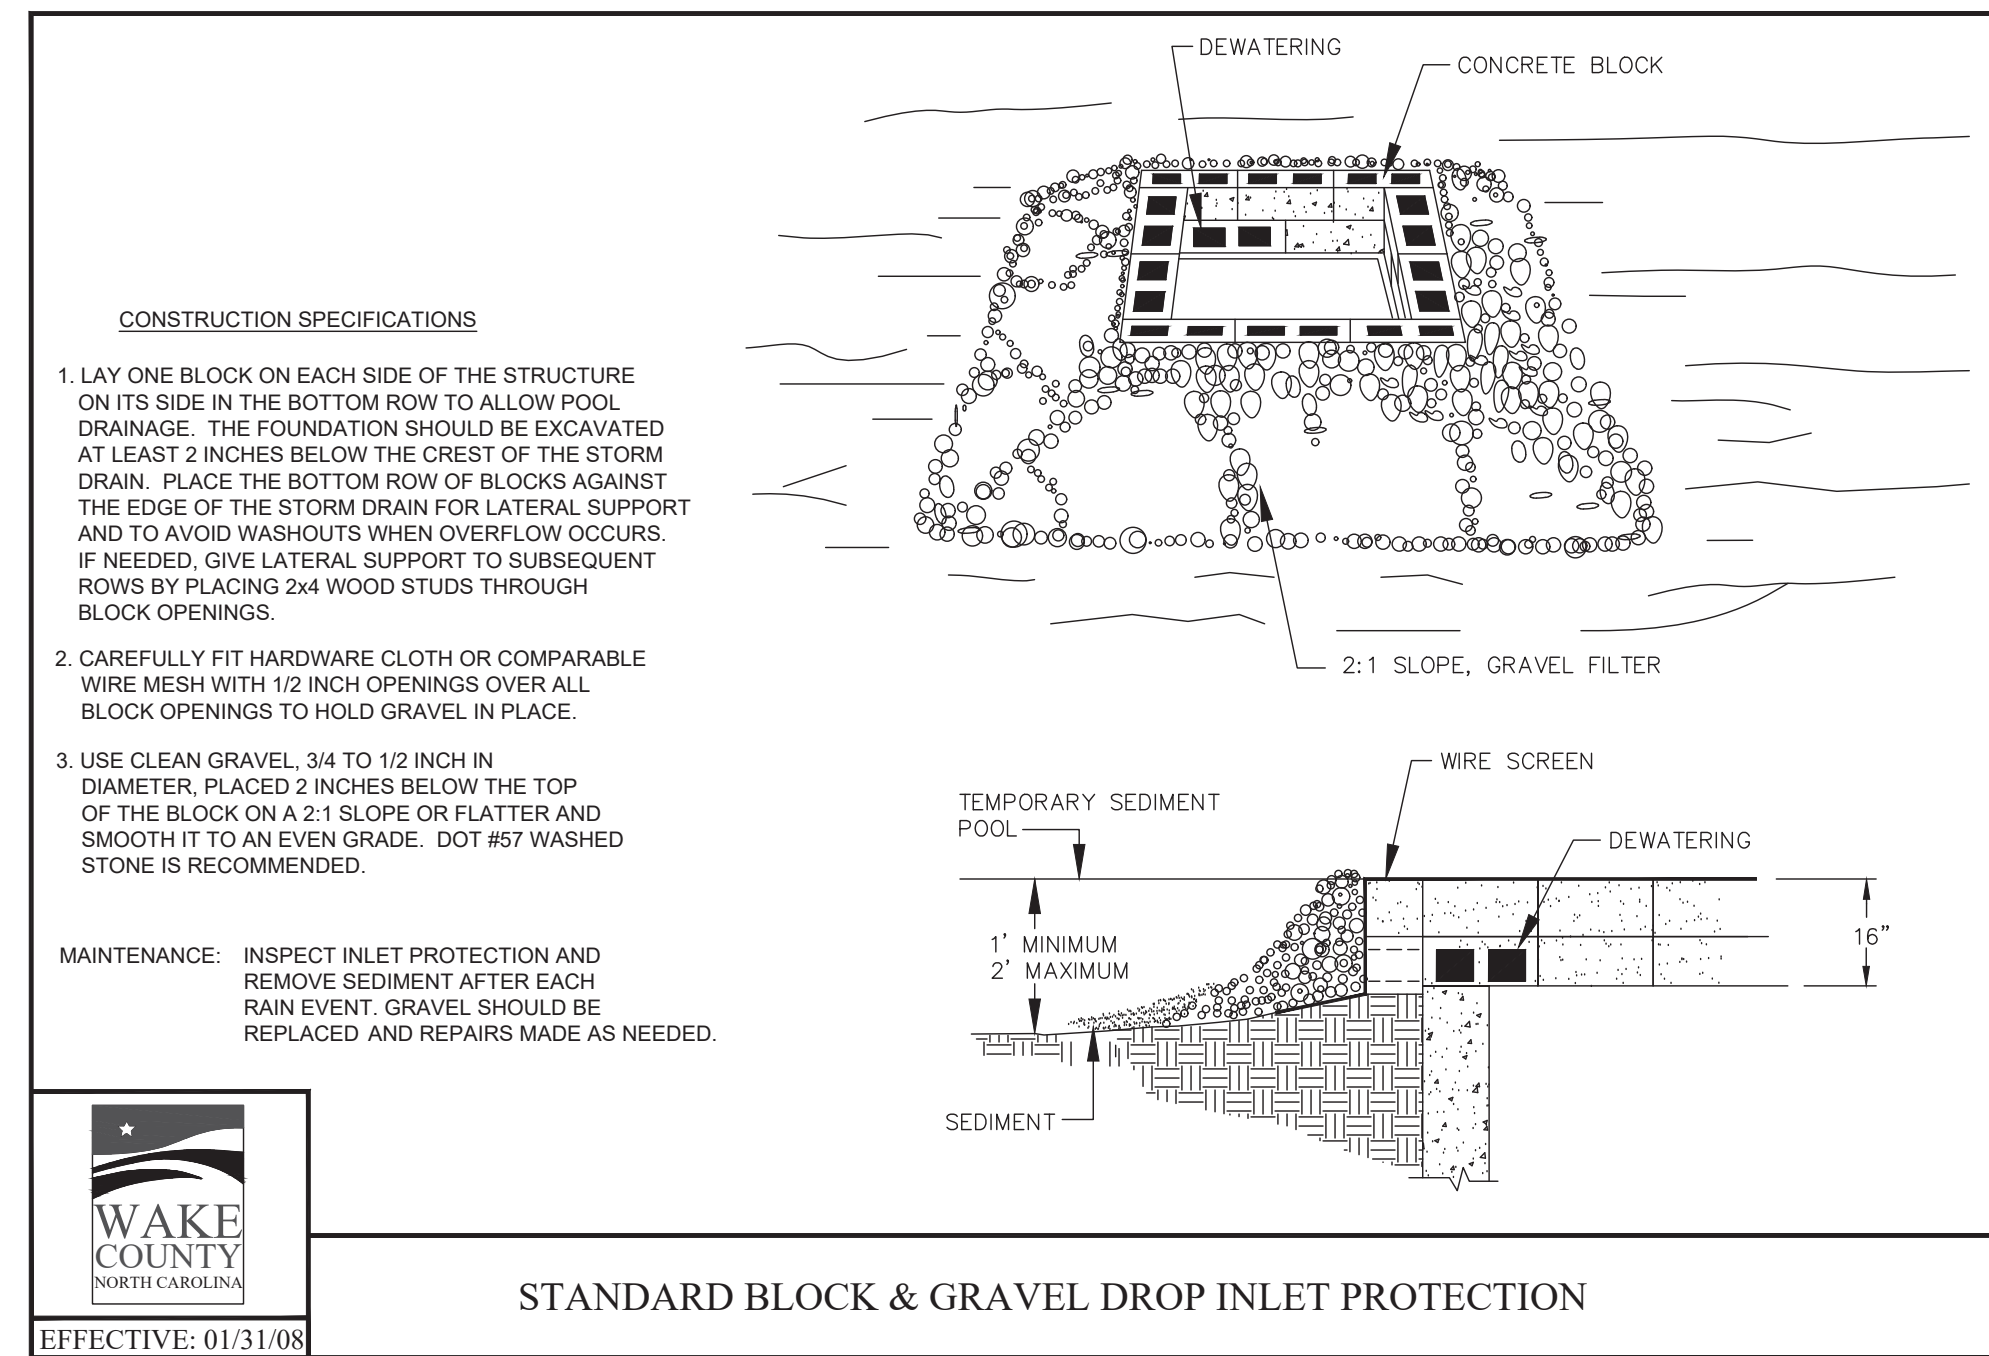 DEWATERING
CONCRETE BLOCK
2:1 SLOPE, GRAVEL FILTER
CONSTRUCTION SPECIFICATIONS
1. LAY ONE BLOCK ON EACH SIDE OF THE STRUCTURE
ON ITS SIDE IN THE BOTTOM ROW TO ALLOW POOL
DRAINAGE. THE FOUNDATION SHOULD BE EXCAVATED
AT LEAST 2 INCHES BELOW THE CREST OF THE STORM
DRAIN. PLACE THE BOTTOM ROW OF BLOCKS AGAINST
THE EDGE OF THE STORM DRAIN FOR LATERAL SUPPORT
AND TO AVOID WASHOUTS WHEN OVERFLOW OCCURS.
IF NEEDED, GIVE LATERAL SUPPORT TO SUBSEQUENT
ROWS BY PLACING 2x4 WOOD STUDS THROUGH
BLOCK OPENINGS.
2. CAREFULLY FIT HARDWARE CLOTH OR COMPARABLE
WIRE MESH WITH 1/2 INCH OPENINGS OVER ALL
BLOCK OPENINGS TO HOLD GRAVEL IN PLACE.
3. USE CLEAN GRAVEL, 3/4 TO 1/2 INCH IN
DIAMETER, PLACED 2 INCHES BELOW THE TOP
OF THE BLOCK ON A 2:1 SLOPE OR FLATTER AND
SMOOTH IT TO AN EVEN GRADE. DOT #57 WASHED
STONE IS RECOMMENDED.
MAINTENANCE: INSPECT INLET PROTECTION AND
REMOVE SEDIMENT AFTER EACH
RAIN EVENT. GRAVEL SHOULD BE
REPLACED AND REPAIRS MADE AS NEEDED.
WIRE SCREEN
TEMPORARY SEDIMENT
POOL
DEWATERING
1' MINIMUM
2' MAXIMUM
16"
SEDIMENT
WAKE
COUNTY
NORTH CAROLINA
EFFECTIVE: 01/31/08
STANDARD BLOCK & GRAVEL DROP INLET PROTECTION